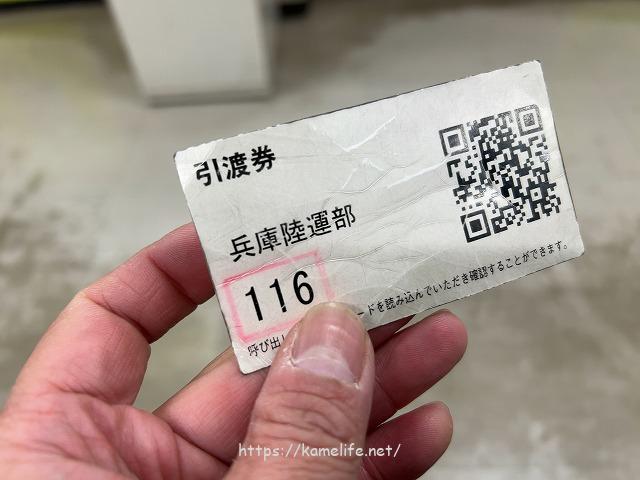 引渡券
兵庫陸運部
116
呼び出し
ードを読み込んでいただき確認することができます。
https://kamelife.net/